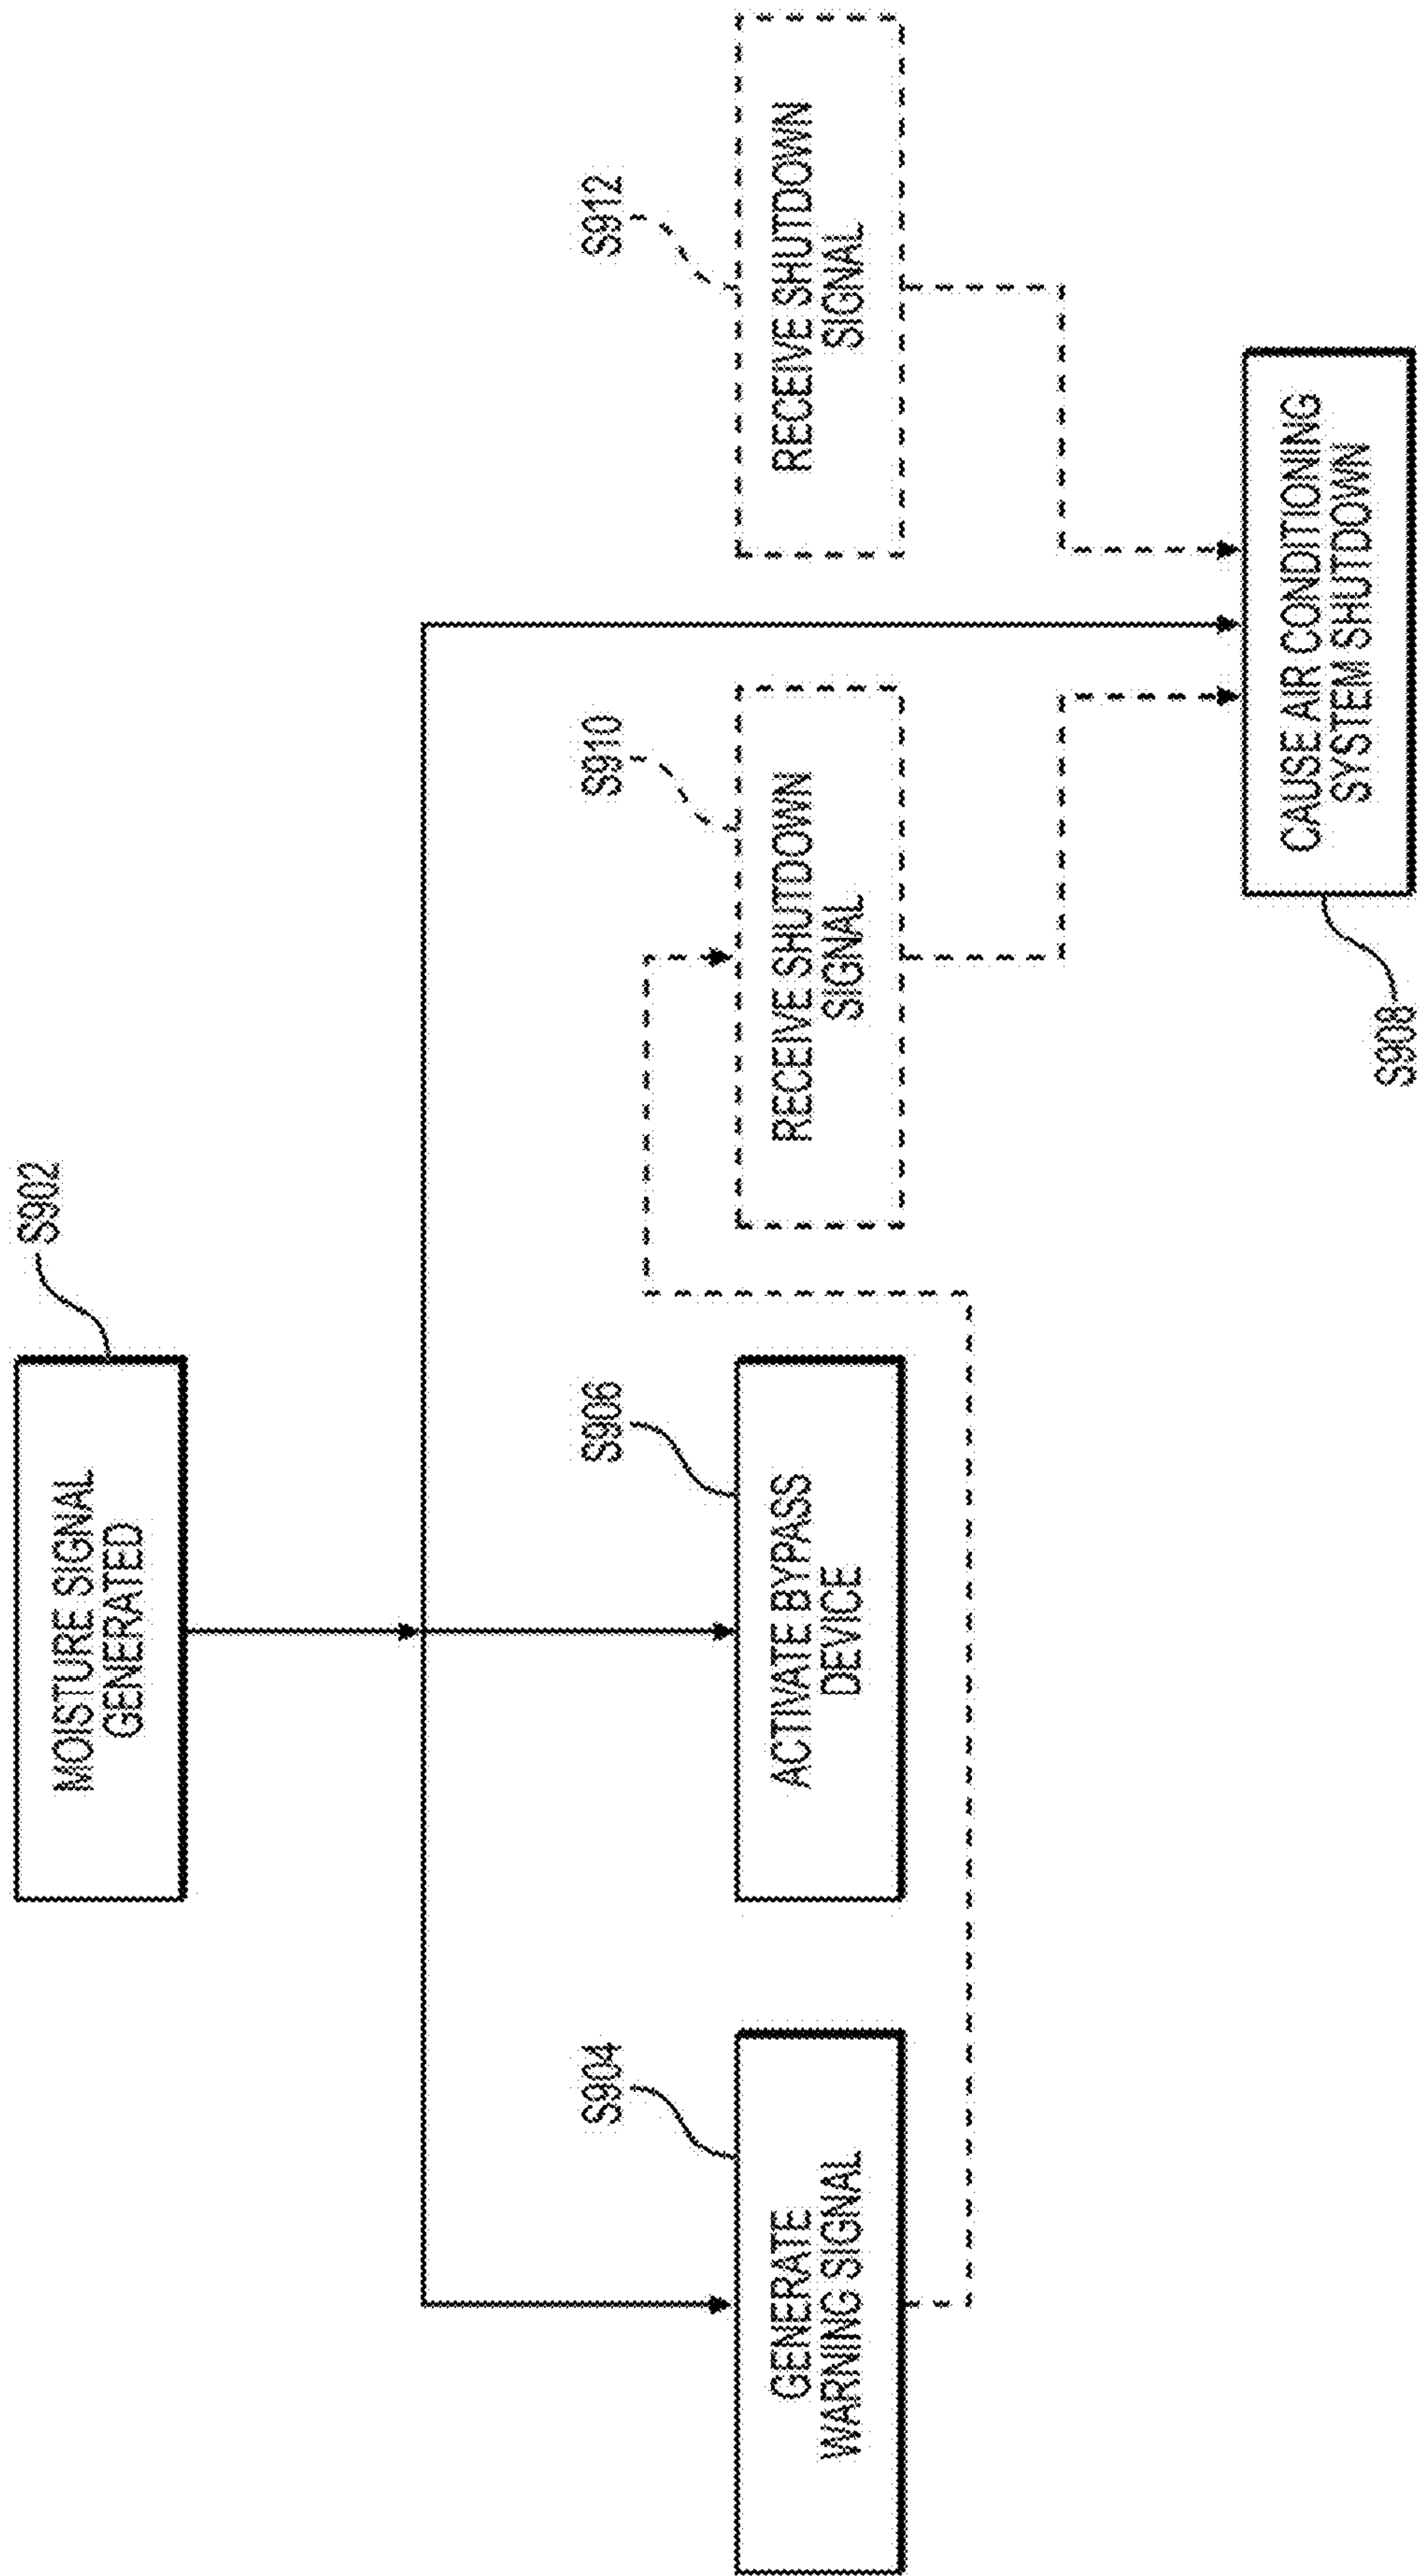 MOISTURE SIGNAL
GENERATED
S902
GENERATE
WARNING SIGNAL
S904
ACTIVATE BYPASS
DEVICE
S906
RECEIVE SHUTDOWN
SIGNAL
S910
RECEIVE SHUTDOWN
SIGNAL
S912
CAUSE AIR CONDITIONING
SYSTEM SHUTDOWN
S908